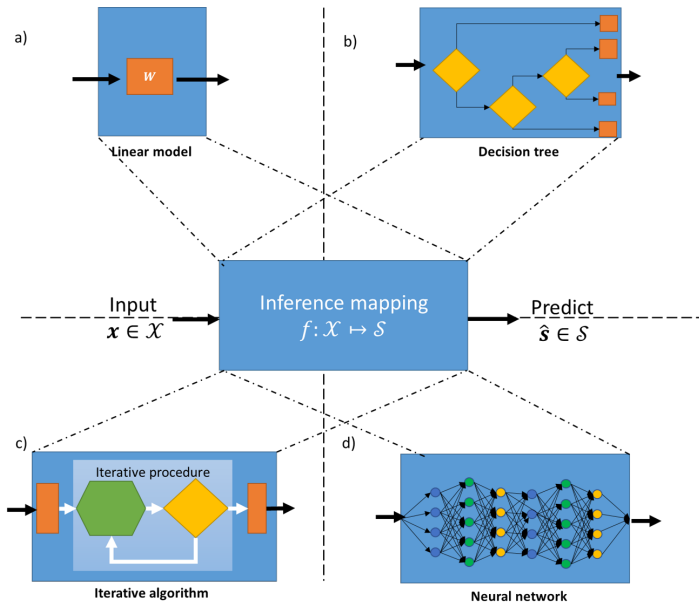 a)
b)
W
Linear model
Decision tree
Input
x ∈ 𝒳
Inference mapping
f: 𝒳 ↦ 𝒮
Predict
ŝ ∈ 𝒮
c)
d)
Iterative procedure
Iterative algorithm
Neural network